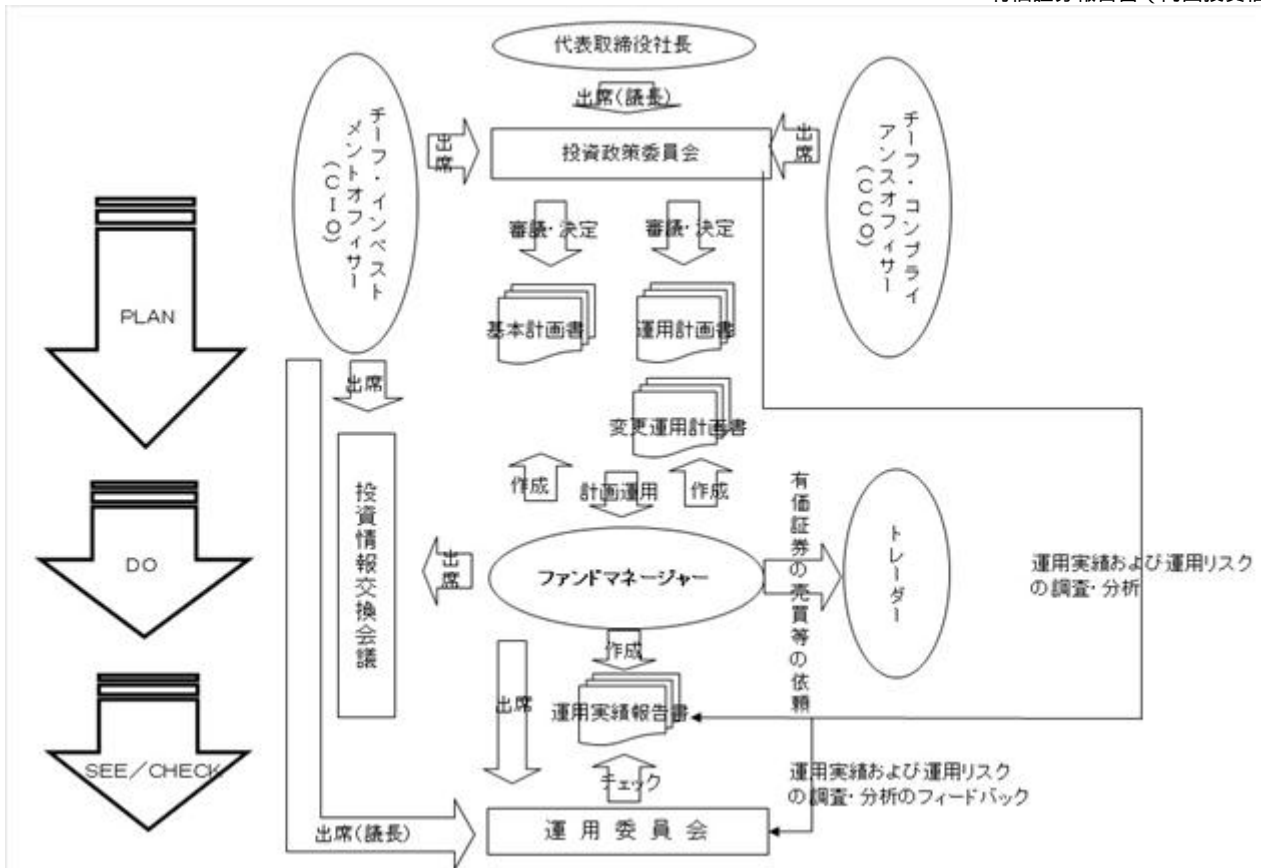 代表取締役社長
出席(議長)
チーフ・インベスト
メントオフィサー
(CIO)
出席
投資政策委員会
出席
チーフ・コンプライ
アンスオフィサー
(CCO)
審議・決定
審議・決定
PLAN
基本計画書
運用計画書
出席
変更運用計画書
作成
計画運用
作成
有価証券の売買等の依頼
投資情報交換会議
DO
出席
ファンドマネージャー
トレーダー
運用実績および運用リスク
の調査・分析
作成
出席
運用実績報告書
SEE/CHECK
チェック
運用実績および運用リスク
の調査・分析のフィードバック
出席(議長)
運用委員会